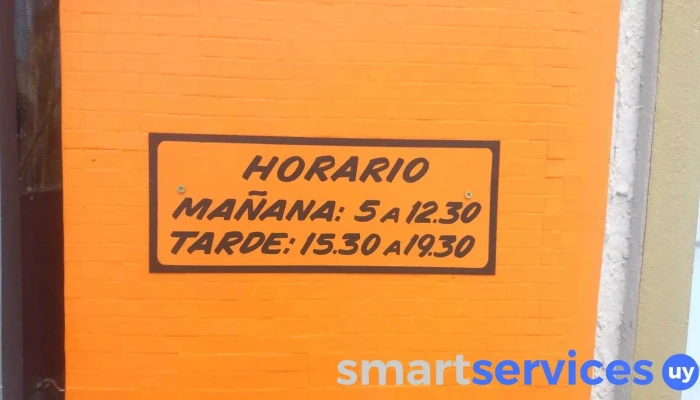 HORARIO
MAÑANA: 5 A 12.30
TARDE: 15.30 A 19.30
smartservices uy